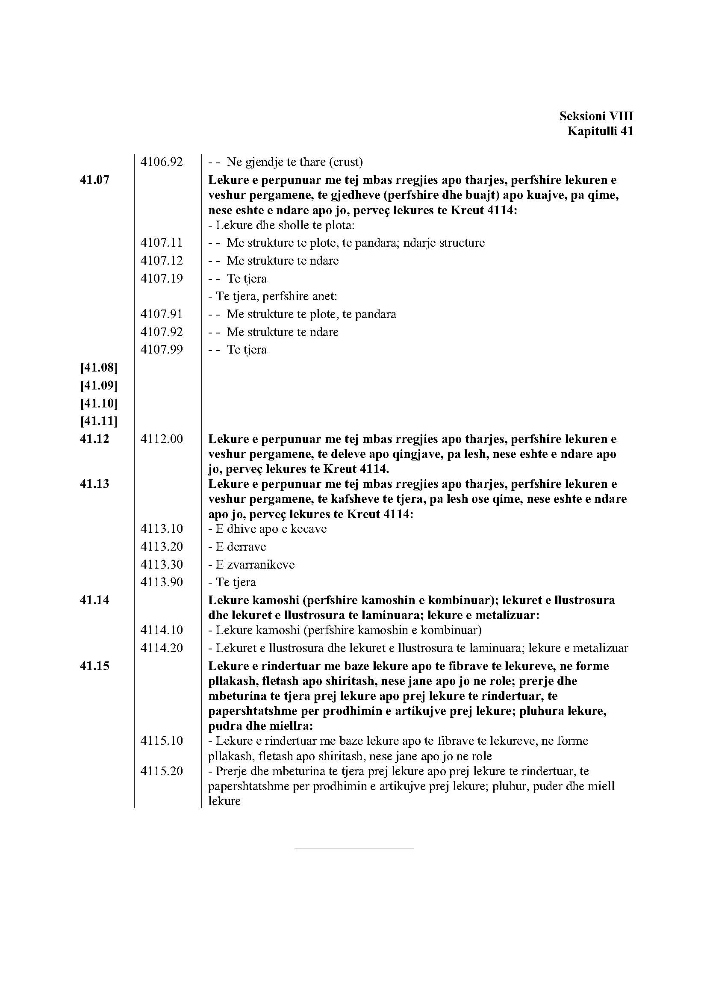 Seksioni VIII
Kapitulli 41
4106.92 - - Ne gjendje te thare (crust)
41.07 Lekure e perpunuar me tej mbas rregjies apo tharjes, perfshire lekuren e
veshur pergamene, te gjedheve (perfshire dhe buajt) apo kuajve, pa qime,
nese eshte e ndare apo jo, perveç lekures te Kreut 4114:
- Lekure dhe sholle te plota:
4107.11 - - Me strukture te plote, te pandara; ndarje structure
4107.12 - - Me strukture te ndare
4107.19 - - Te tjera
- Te tjera, perfshire anet:
4107.91 - - Me strukture te plote, te pandara
4107.92 - - Me strukture te ndare
4107.99 - - Te tjera
[41.08]
[41.09]
[41.10]
[41.11]
41.12 4112.00 Lekure e perpunuar me tej mbas rregjies apo tharjes, perfshire lekuren e
veshur pergamene, te deleve apo qingjave, pa lesh, nese eshte e ndare apo
jo, perveç lekures te Kreut 4114.
41.13 Lekure e perpunuar me tej mbas rregjies apo tharjes, perfshire lekuren e
veshur pergamene, te kafsheve te tjera, pa lesh ose qime, nese eshte e ndare
apo jo, perveç lekures te Kreut 4114:
4113.10 - E dhive apo e kecave
4113.20 - E derrave
4113.30 - E zvarranikeve
4113.90 - Te tjera
41.14 Lekure kamoshi (perfshire kamoshin e kombinuar); lekuret e llustrosura
dhe lekuret e llustrosura te laminuara; lekure e metalizuar:
4114.10 - Lekure kamoshi (perfshire kamoshin e kombinuar)
4114.20 - Lekuret e llustrosura dhe lekuret e llustrosura te laminuara; lekure e metalizuar
41.15 Lekure e rindertuar me baze lekure apo te fibrave te lekureve, ne forme
pllakash, fletash apo shiritash, nese jane apo jo ne role; prerje dhe
mbeturina te tjera prej lekure apo prej lekure te rindertuar, te
papershtatshme per prodhimin e artikujve prej lekure; pluhura lekure,
pudra dhe miellra:
4115.10 - Lekure e rindertuar me baze lekure apo te fibrave te lekureve, ne forme
pllakash, fletash apo shiritash, nese jane apo jo ne role
4115.20 - Prerje dhe mbeturina te tjera prej lekure apo prej lekure te rindertuar, te
papershtatshme per prodhimin e artikujve prej lekure; pluhur, puder dhe miell
lekure